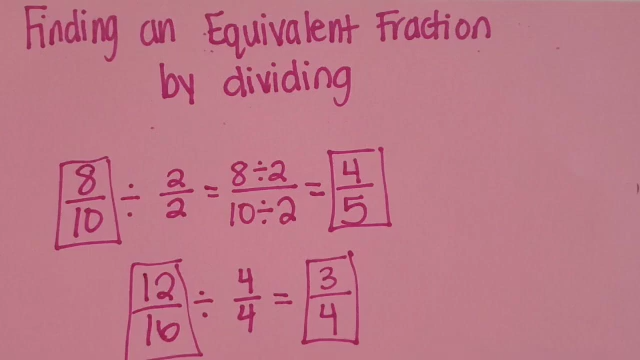 Finding an Equivalent Fraction
by dividing
8/10 ÷ 2/2 = 8÷2/10÷2 = 4/5
12/16 ÷ 4/4 = 3/4